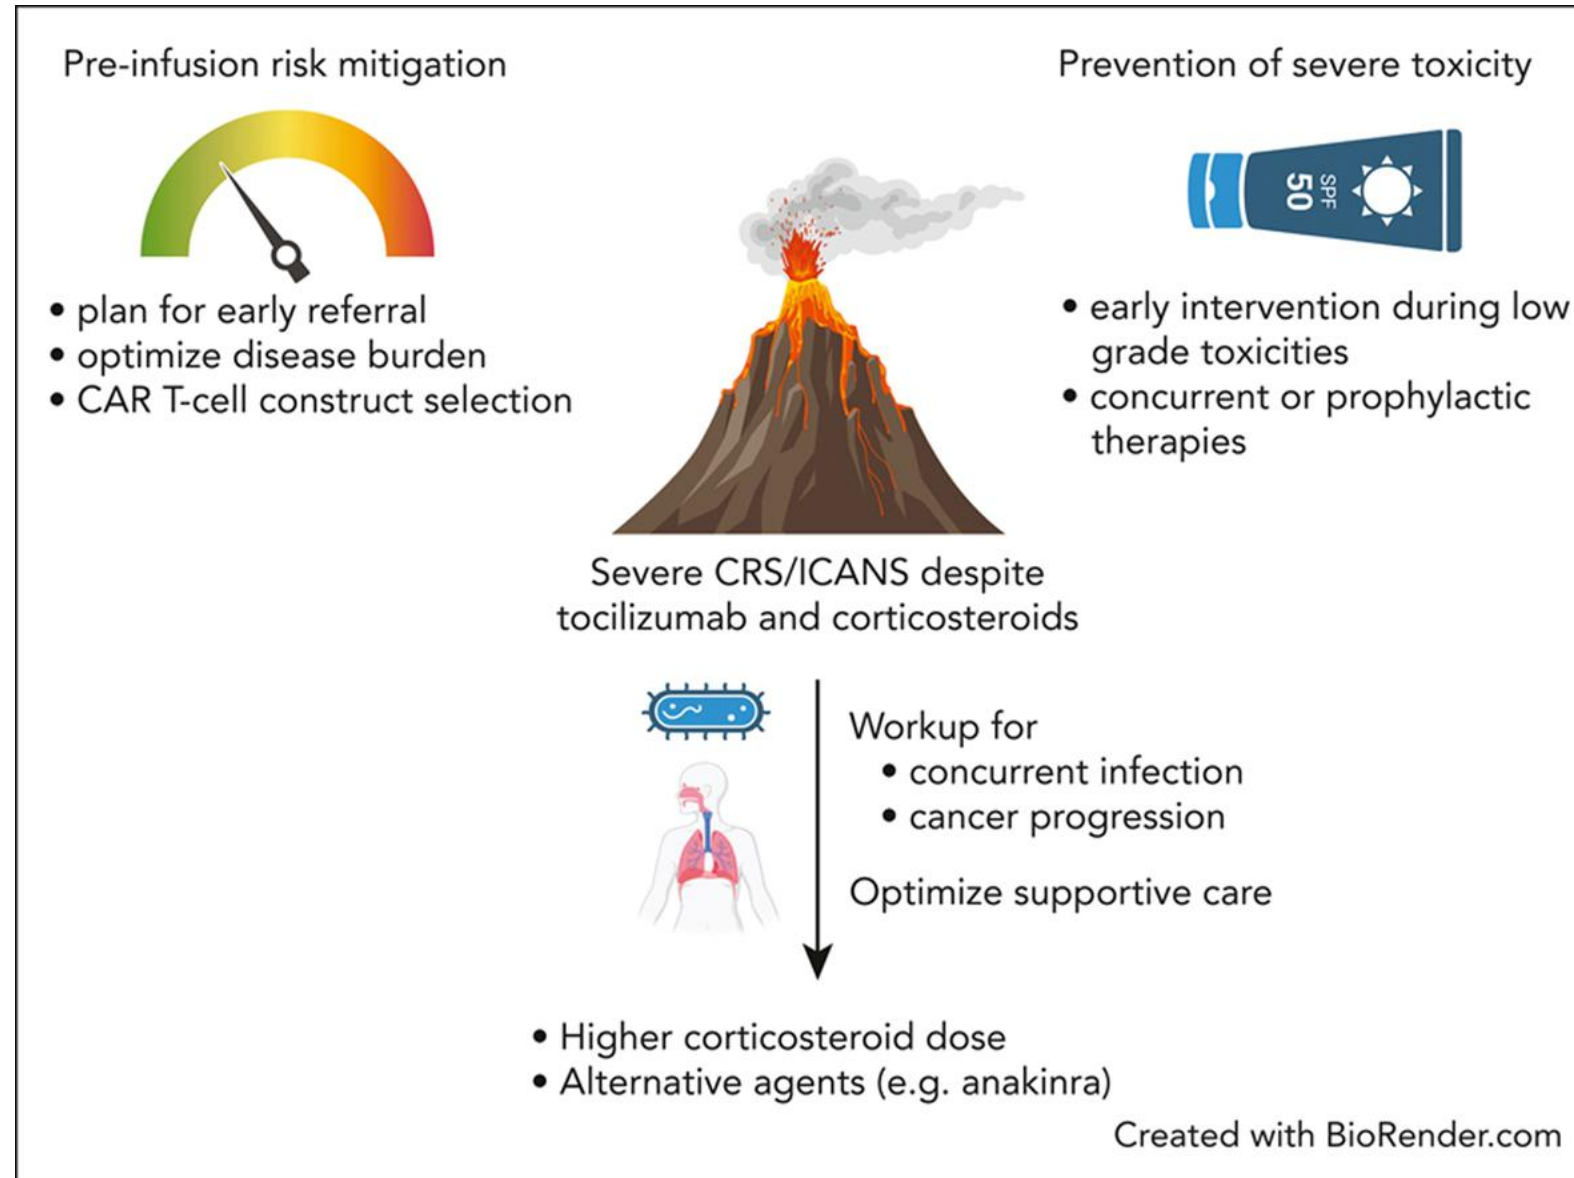 Pre-infusion risk mitigation
• plan for early referral
• optimize disease burden
• CAR T-cell construct selection
Prevention of severe toxicity
SPF
50
• early intervention during low
grade toxicities
• concurrent or prophylactic
therapies
Severe CRS/ICANS despite
tocilizumab and corticosteroids
Workup for
• concurrent infection
• cancer progression
Optimize supportive care
• Higher corticosteroid dose
• Alternative agents (e.g. anakinra)
Created with BioRender.com